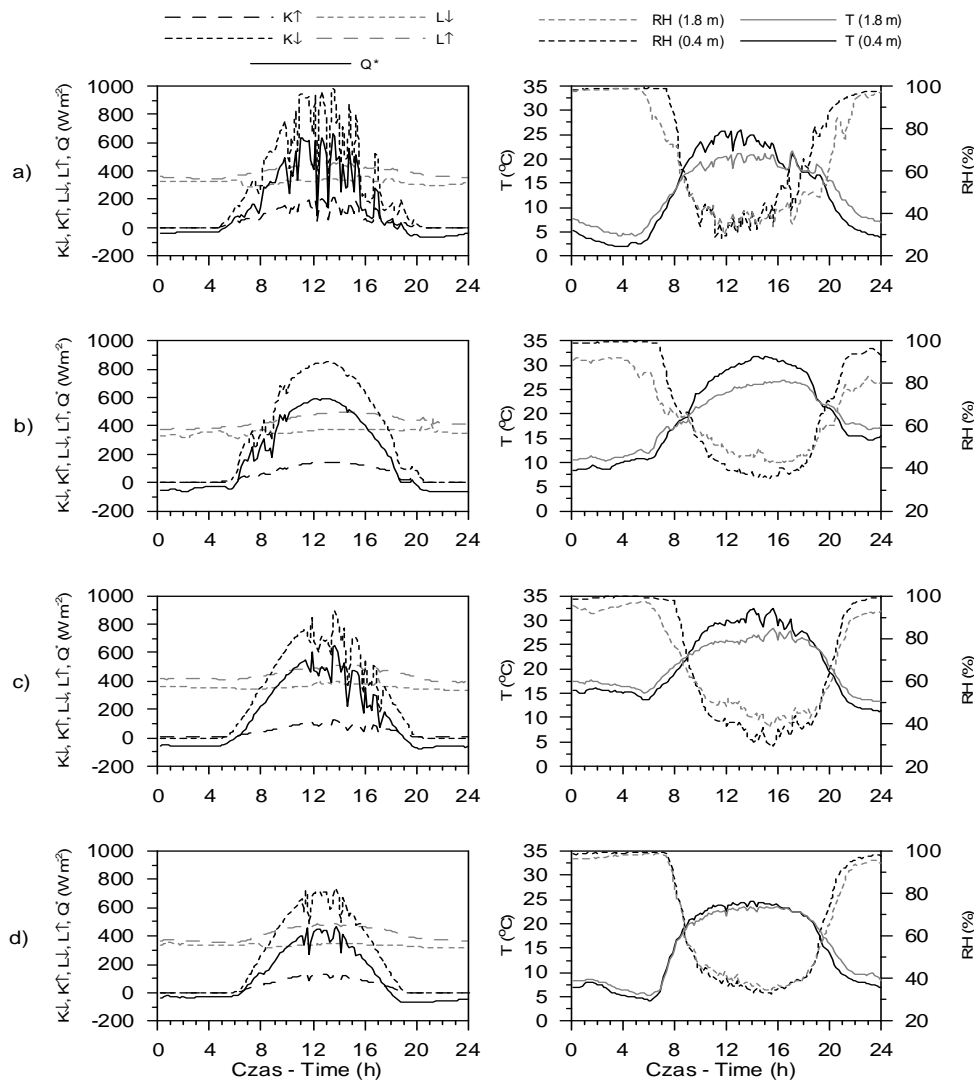 K↑ L↓ RH (1.8 m) T (1.8 m)
K↓ L↑ RH (0.4 m) T (0.4 m)
Q*
a)
K↓, K↑, L↓, L↑, Q* (W m-2)
1000
800
600
400
200
0
-200
0 4 8 12 16 20 24
T (°C)
35
30
25
20
15
10
5
0
0 4 8 12 16 20 24
100
80
60
40
20
RH (%)
b)
K↓, K↑, L↓, L↑, Q* (W m-2)
1000
800
600
400
200
0
-200
0 4 8 12 16 20 24
T (°C)
35
30
25
20
15
10
5
0
0 4 8 12 16 20 24
100
80
60
40
20
RH (%)
c)
K↓, K↑, L↓, L↑, Q* (W m-2)
1000
800
600
400
200
0
-200
0 4 8 12 16 20 24
T (°C)
35
30
25
20
15
10
5
0
0 4 8 12 16 20 24
100
80
60
40
20
RH (%)
d)
K↓, K↑, L↓, L↑, Q* (W m-2)
1000
800
600
400
200
0
-200
0 4 8 12 16 20 24
Czas - Time (h)
T (°C)
35
30
25
20
15
10
5
0
0 4 8 12 16 20 24
Czas - Time (h)
100
80
60
40
20
RH (%)